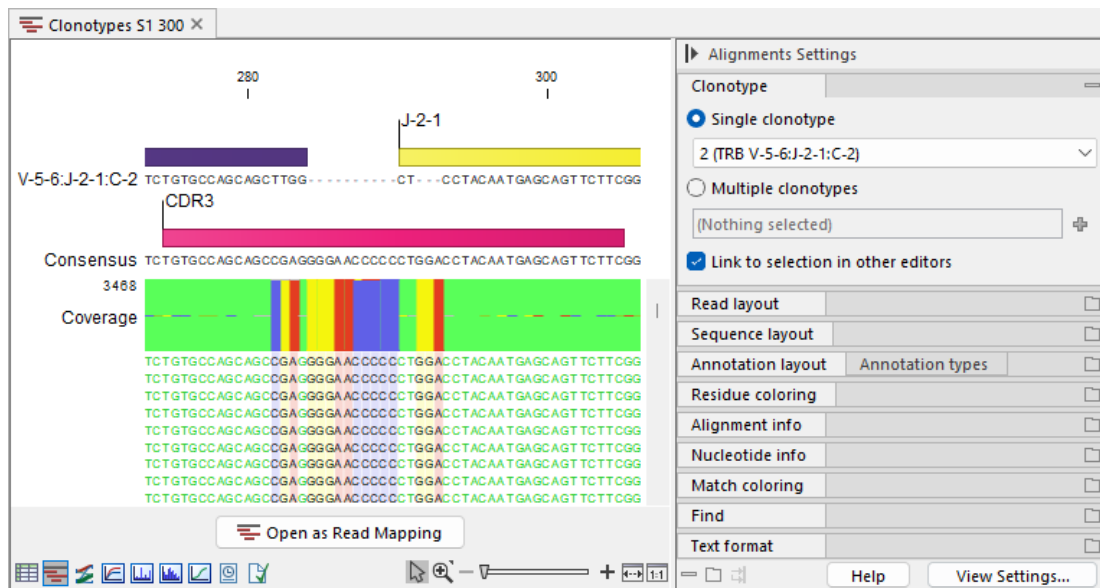 Clonotypes S1 300
280 300
J-2-1
V-5-6:J-2-1:C-2 TCTGTGCCAGCAGCTTGG----------CT---CCTACAATGAGCAGTTCTTCGG
CDR3
Consensus TCTGTGCCAGCAGCCGAGGGGAACCCCCCTGGACCTACAATGAGCAGTTCTTCGG
3468
Coverage
TCTGTGCCAGCAGCCGAGGGGAACCCCCCTGGACCTACAATGAGCAGTTCTTCGG
TCTGTGCCAGCAGCCGAGGGGAACCCCCCTGGACCTACAATGAGCAGTTCTTCGG
TCTGTGCCAGCAGCCGAGGGGAACCCCCCTGGACCTACAATGAGCAGTTCTTCGG
TCTGTGCCAGCAGCCGAGGGGAACCCCCCTGGACCTACAATGAGCAGTTCTTCGG
TCTGTGCCAGCAGCCGAGGGGAACCCCCCTGGACCTACAATGAGCAGTTCTTCGG
TCTGTGCCAGCAGCCGAGGGGAACCCCCCTGGACCTACAATGAGCAGTTCTTCGG
TCTGTGCCAGCAGCCGAGGGGAACCCCCCTGGACCTACAATGAGCAGTTCTTCGG
TCTGTGCCAGCAGCCGAGGGGAACCCCCCTGGACCTACAATGAGCAGTTCTTCGG
TCTGTGCCAGCAGCCGAGGGGAACCCCCCTGGACCTACAATGAGCAGTTCTTCGG
Open as Read Mapping
1:1
Alignments Settings
Clonotype
Single clonotype
2 (TRB V-5-6:J-2-1:C-2)
Multiple clonotypes
(Nothing selected)
Link to selection in other editors
Read layout
Sequence layout
Annotation layout Annotation types
Residue coloring
Alignment info
Nucleotide info
Match coloring
Find
Text format
Help View Settings...